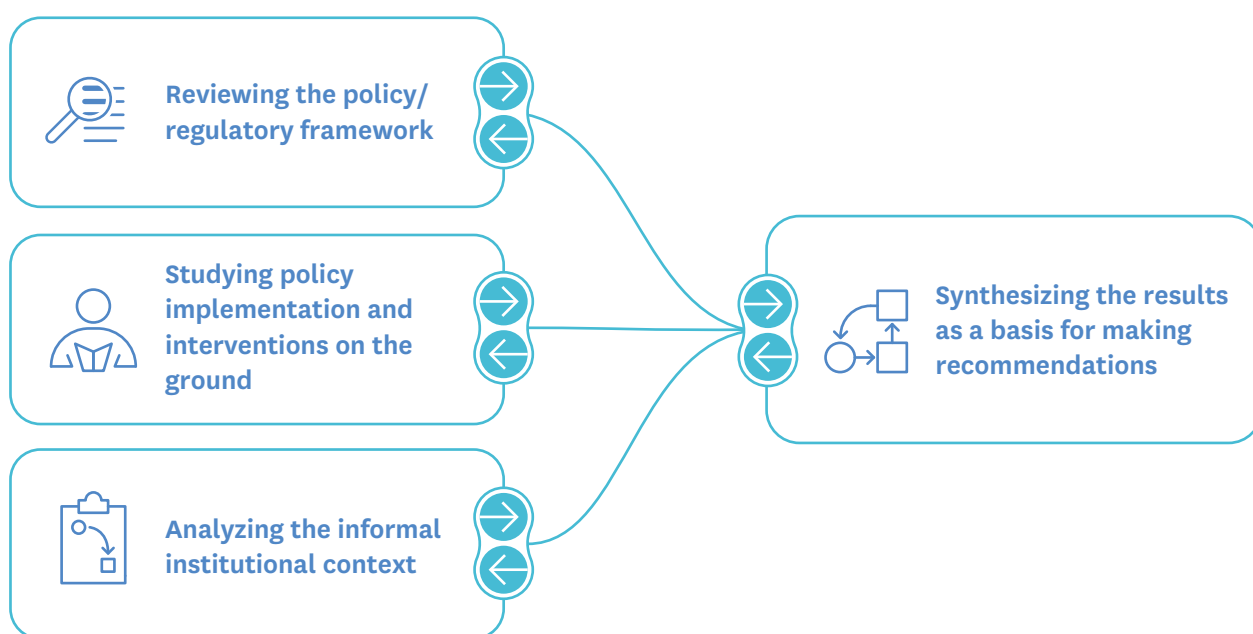 Reviewing the policy/
regulatory framework
Studying policy
implementation and
interventions on the
ground
Analyzing the informal
institutional context
Synthesizing the results
as a basis for making
recommendations